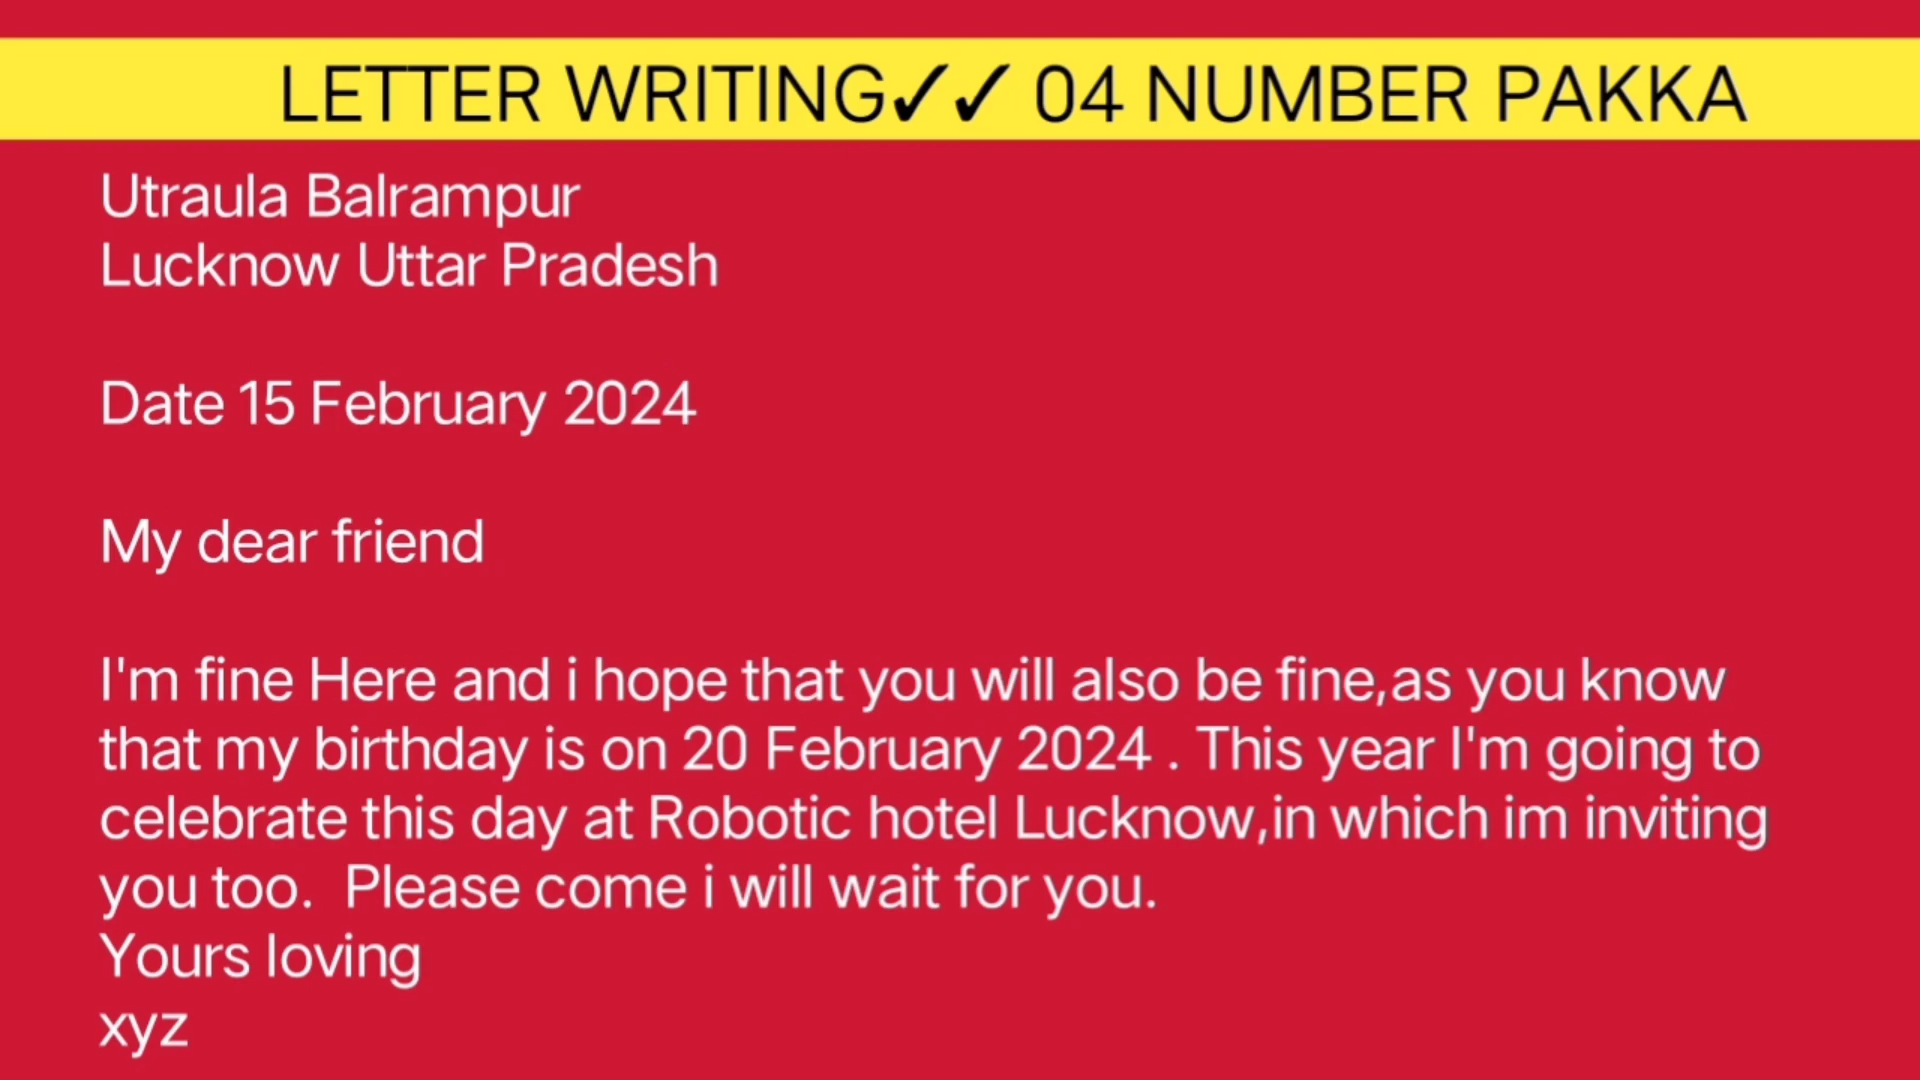 LETTER WRITING✓✓ 04 NUMBER PAKKA
Utraula Balrampur
Lucknow Uttar Pradesh
Date 15 February 2024
My dear friend
I'm fine Here and i hope that you will also be fine,as you know
that my birthday is on 20 February 2024 . This year I'm going to
celebrate this day at Robotic hotel Lucknow,in which im inviting
you too.  Please come i will wait for you.
Yours loving
xyz